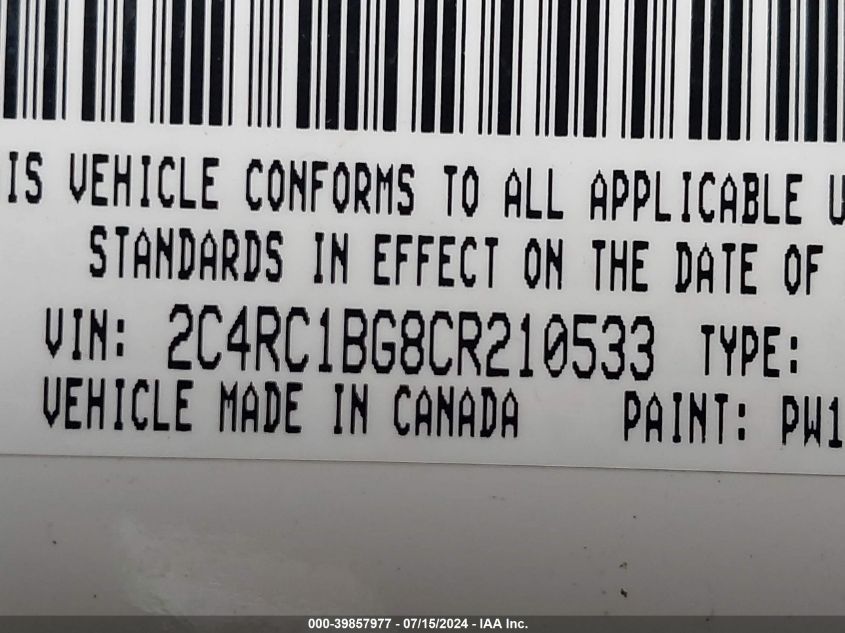 IS VEHICLE CONFORMS TO ALL APPLICABLE U
STANDARDS IN EFFECT ON THE DATE OF
VIN: 2C4RC1BG8CR210533 TYPE:
VEHICLE MADE IN CANADA PAINT: PW1
000-39857977 - 07/15/2024 - IAA Inc.